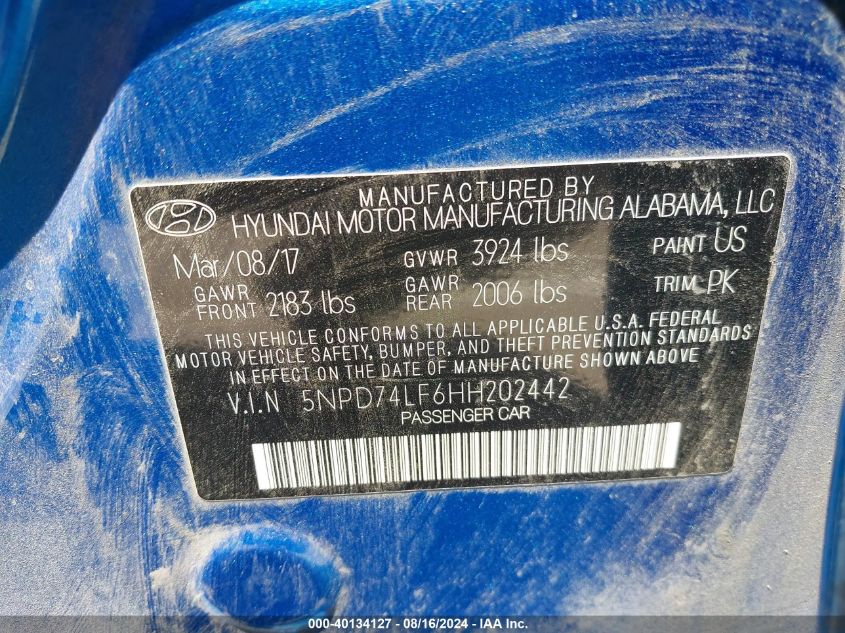 MANUFACTURED BY
HYUNDAI MOTOR MANUFACTURING ALABAMA, LLC
Mar/08/17 GVWR 3924 lbs PAINT US
GAWR FRONT 2183 lbs GAWR REAR 2006 lbs TRIM PK
THIS VEHICLE CONFORMS TO ALL APPLICABLE U.S.A. FEDERAL
MOTOR VEHICLE SAFETY, BUMPER, AND THEFT PREVENTION STANDARDS
IN EFFECT ON THE DATE OF MANUFACTURE SHOWN ABOVE
V.I.N 5NPD74LF6HH202442
PASSENGER CAR
000-40134127 - 08/16/2024 - IAA Inc.